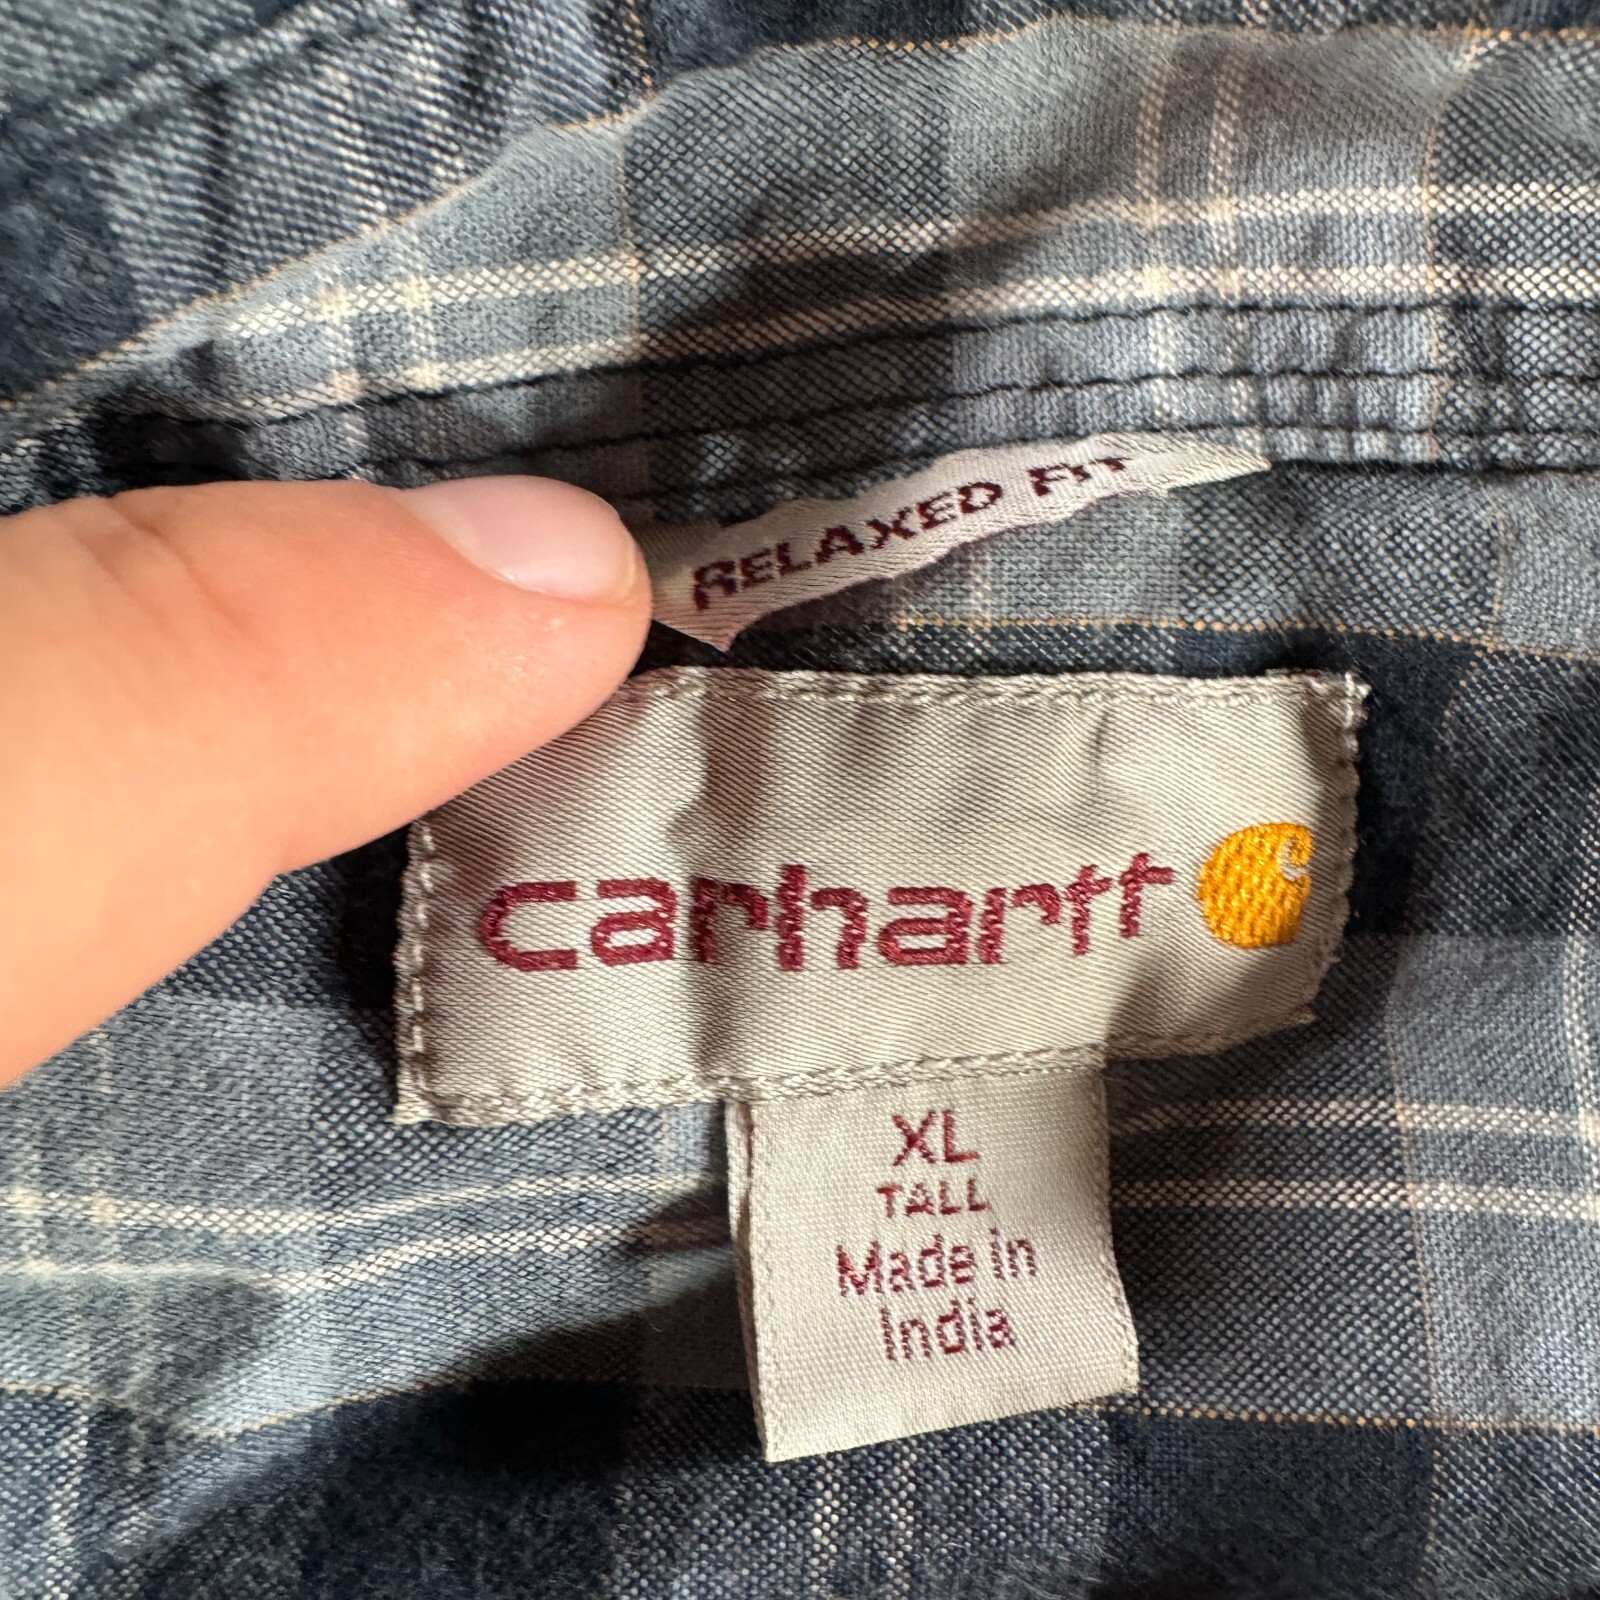 RELAXED FIT
carhartt
XL
TALL
Made in
India